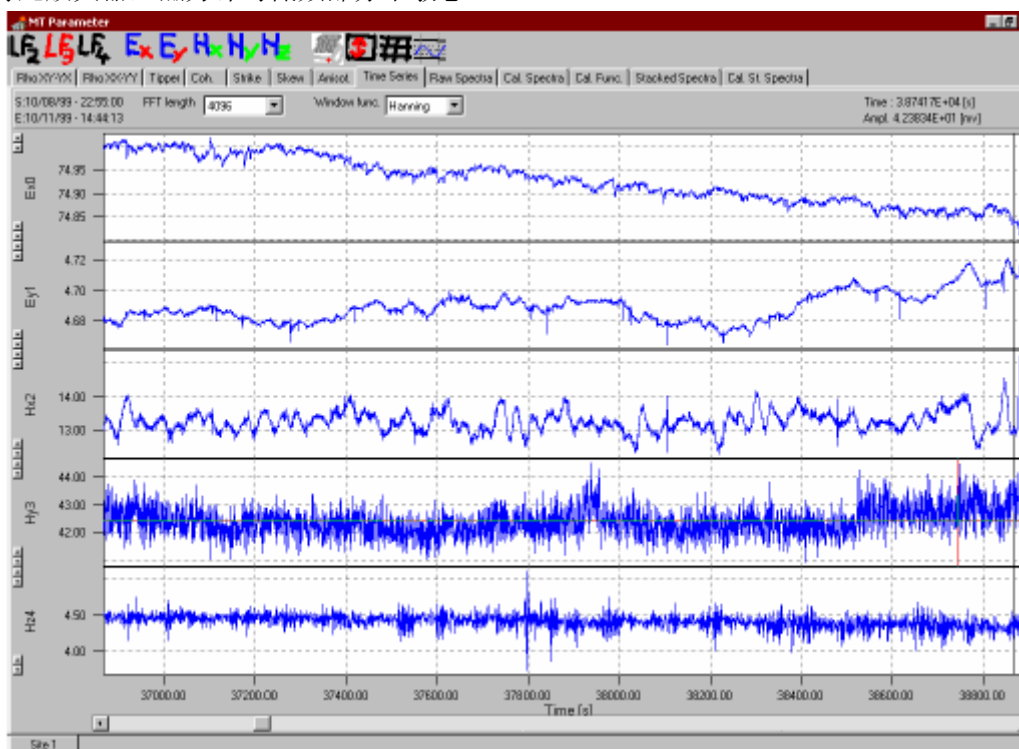 MT Parameter
LF2 LF3 LF4 Ex Ey Hx Hy Hz
RhoXY-YX RhoXX-YY Tipper Coh. Strike Skew Anisot. Time Series Raw Spectra Cal. Spectra Cal. Func. Stacked Spectra Cal. St. Spectra
S:10/08/99 - 22:55:00 FFT length 4096 Window func. Hanning Time : 3.87417E+04 [s]
E:10/11/99 - 14:44:13 Ampl. 4.23834E+01 [mv]
Ex0
74.95
74.90
74.85
Ey1
4.72
4.70
4.68
Hx2
14.00
13.00
Hy3
44.00
43.00
42.00
Hz4
4.50
4.00
37000.00 37200.00 37400.00 37600.00 37800.00 38000.00 38200.00 38400.00 38600.00 38800.00
Time [s]
Site 1